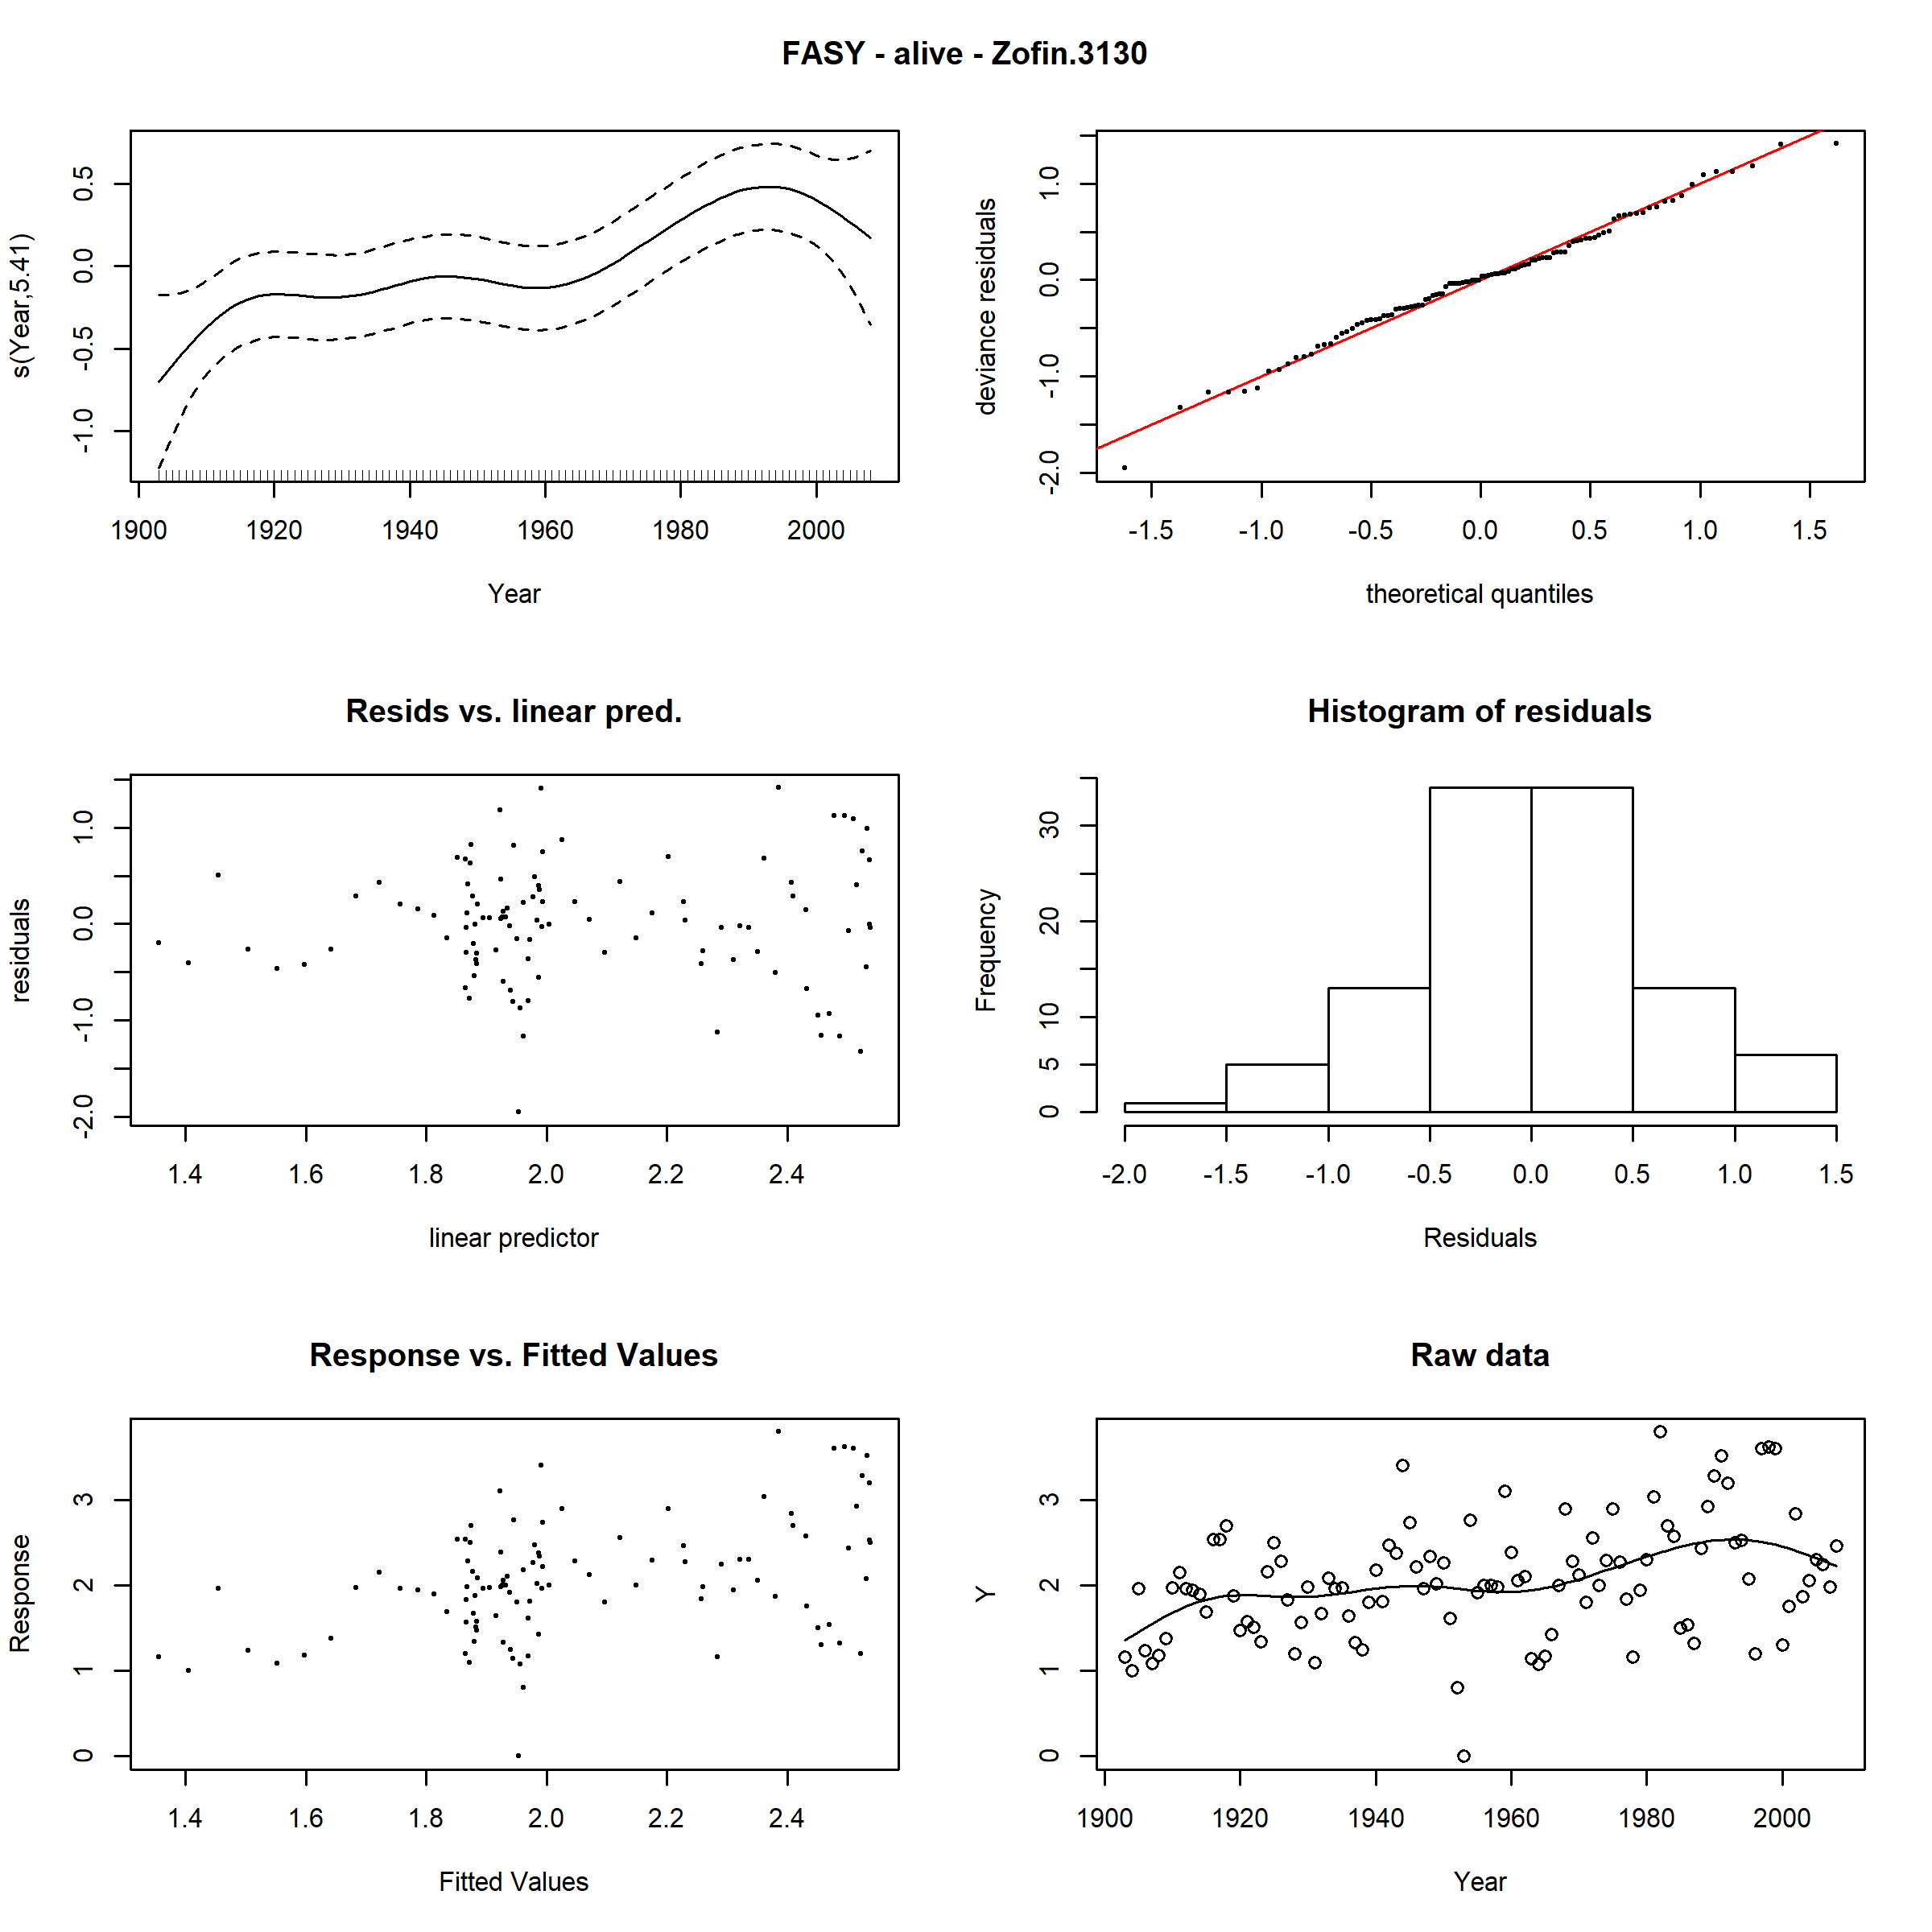 FASY - alive - Zofin.3130
s(Year,5.41)
0.5
0.0
-0.5
-1.0
1900 1920 1940 1960 1980 2000
Year
deviance residuals
1.0
0.0
-1.0
-2.0
-1.5 -1.0 -0.5 0.0 0.5 1.0 1.5
theoretical quantiles
Resids vs. linear pred.
residuals
1.0
0.0
-1.0
-2.0
1.4 1.6 1.8 2.0 2.2 2.4
linear predictor
Histogram of residuals
Frequency
30
20
10
5
0
-2.0 -1.5 -1.0 -0.5 0.0 0.5 1.0 1.5
Residuals
Response vs. Fitted Values
Response
3
2
1
0
1.4 1.6 1.8 2.0 2.2 2.4
Fitted Values
Raw data
Y
3
2
1
0
1900 1920 1940 1960 1980 2000
Year